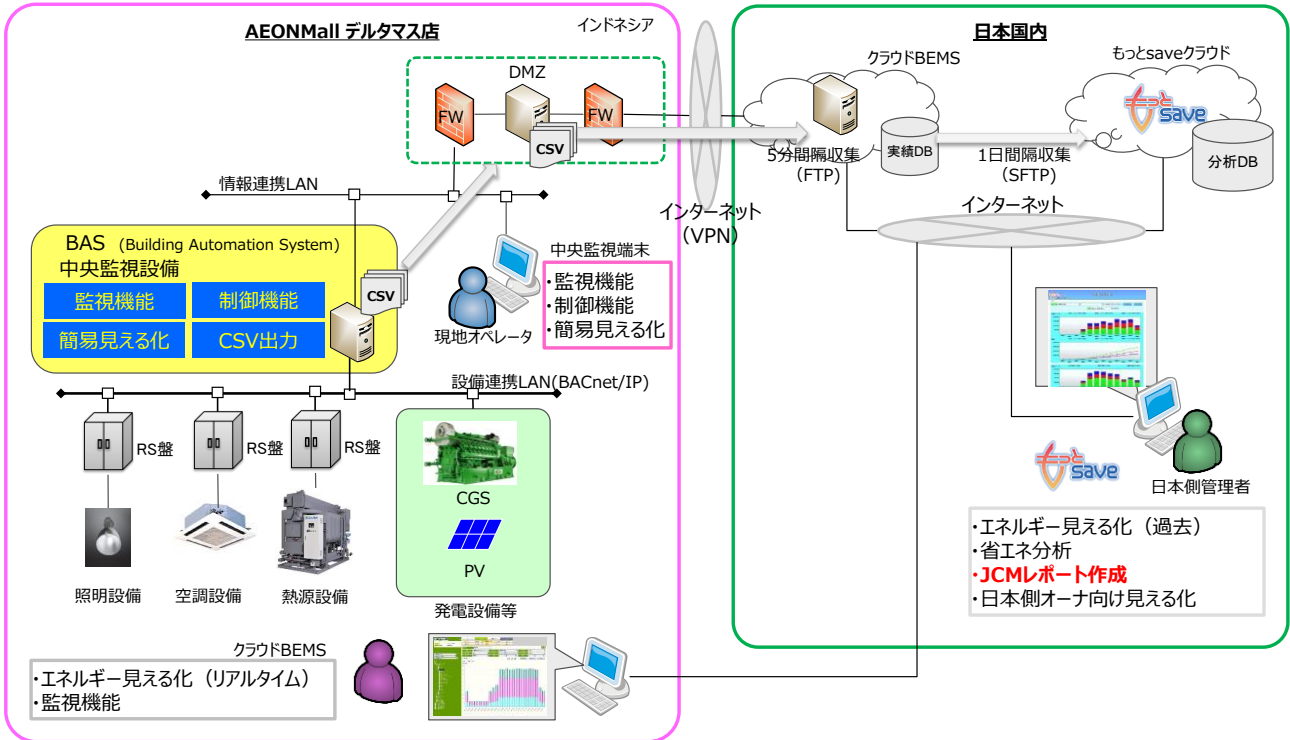 AEONMall デルタマス店
インドネシア
DMZ
FW
FW
CSV
情報連携LAN
インターネット
（VPN）
BAS （Building Automation System)
中央監視設備
監視機能
制御機能
簡易見える化
CSV出力
CSV
現地オペレータ
中央監視端末
・監視機能
・制御機能
・簡易見える化
設備連携LAN(BACnet/IP)
RS盤
RS盤
RS盤
照明設備
空調設備
熱源設備
CGS
PV
発電設備等
クラウドBEMS
・エネルギー見える化（リアルタイム）
・監視機能
日本国内
クラウドBEMS
もっとsaveクラウド
もっと
save
5分間隔収集
（FTP）
実績DB
1日間隔収集
（SFTP）
分析DB
インターネット
もっと
save
日本側管理者
・エネルギー見える化（過去）
・省エネ分析
・JCMレポート作成
・日本側オーナ向け見える化